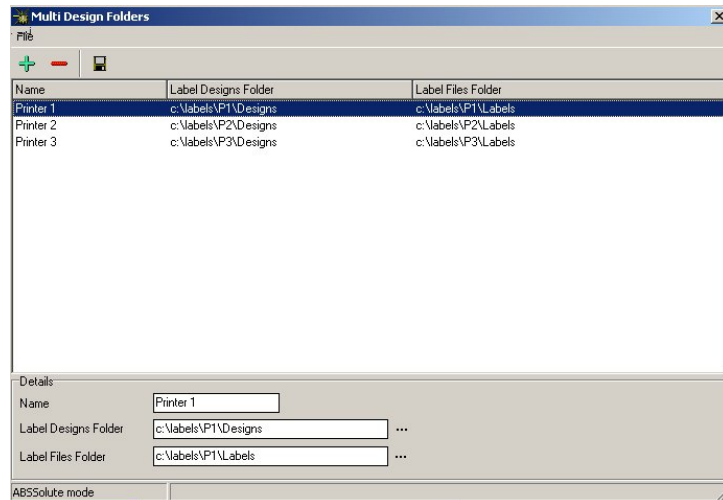 Multi Design Folders
File
Name Label Designs Folder Label Files Folder
Printer 1 c:\labels\P1\Designs c:\labels\P1\Labels
Printer 2 c:\labels\P2\Designs c:\labels\P2\Labels
Printer 3 c:\labels\P3\Designs c:\labels\P3\Labels
Details
Name Printer 1
Label Designs Folder c:\labels\P1\Designs ...
Label Files Folder c:\labels\P1\Labels ...
ABSSolute mode